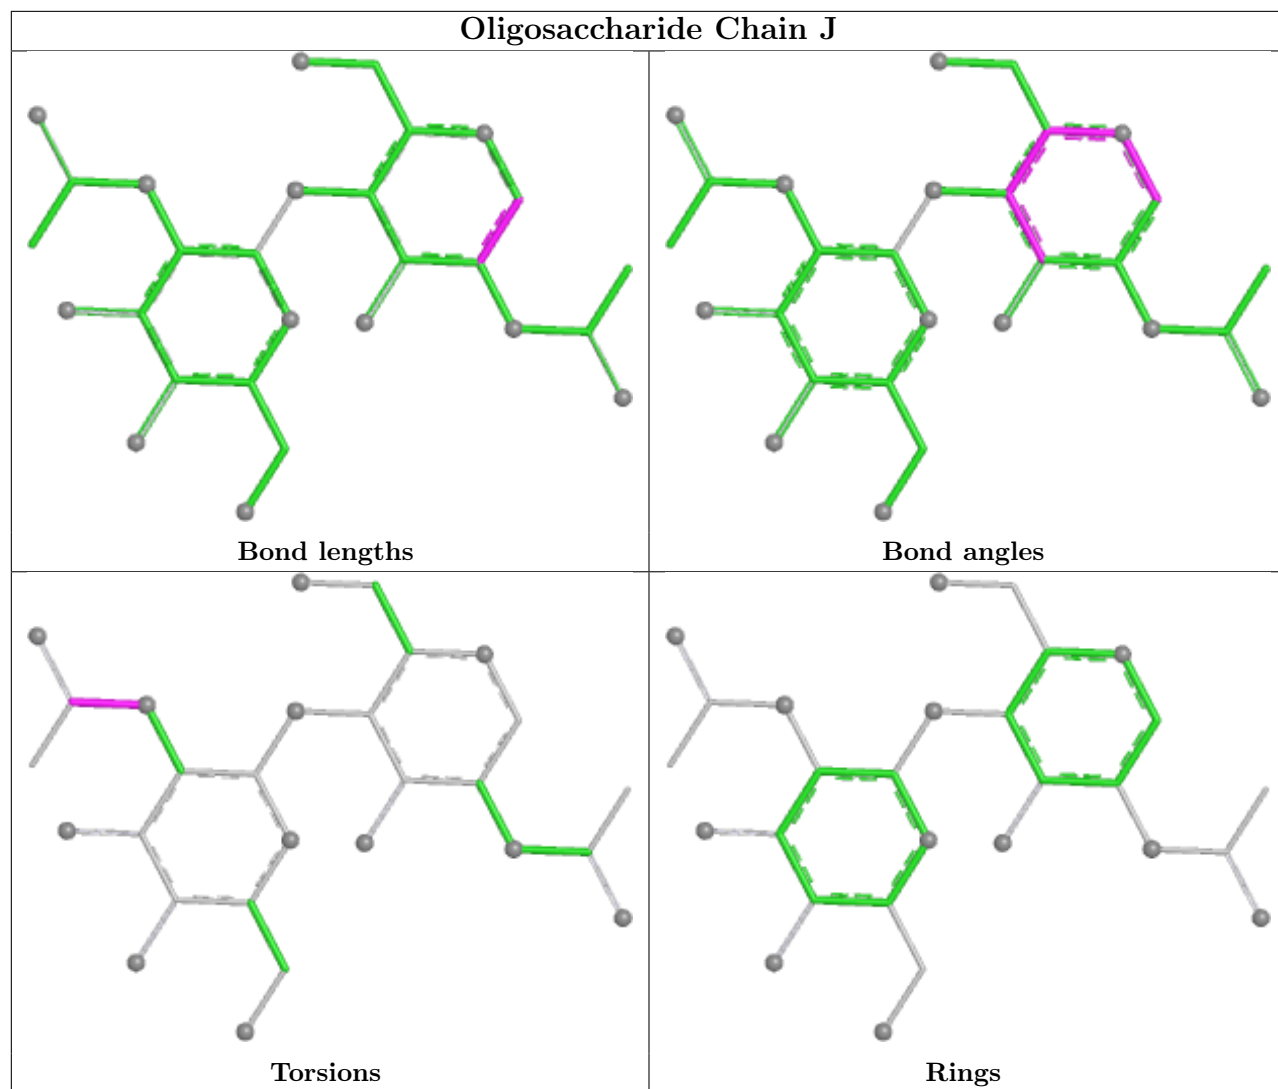 Oligosaccharide Chain J
Bond lengths
Bond angles
Torsions
Rings